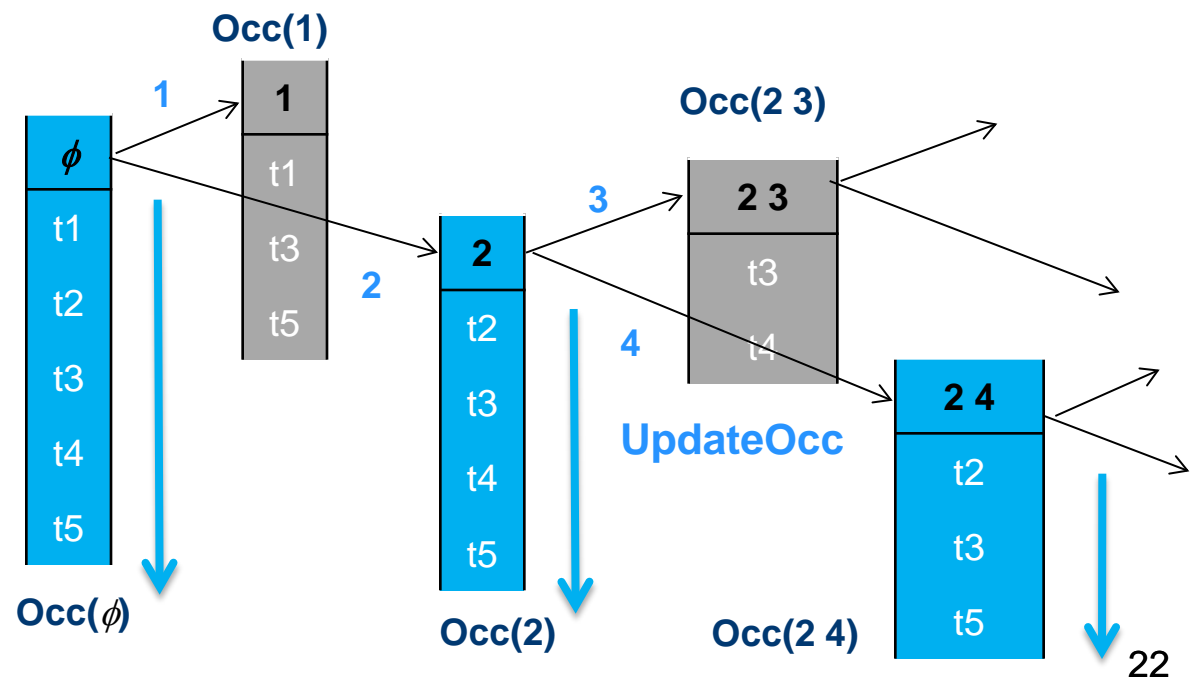 Occ(1)
1
1
t1
t3
t5
ϕ
t1
t2
t3
t4
t5
Occ(ϕ)
2
2
t2
t3
t4
t5
Occ(2)
3
4
Occ(2 3)
2 3
t3
t4
UpdateOcc
2 4
t2
t3
t5
Occ(2 4)
22